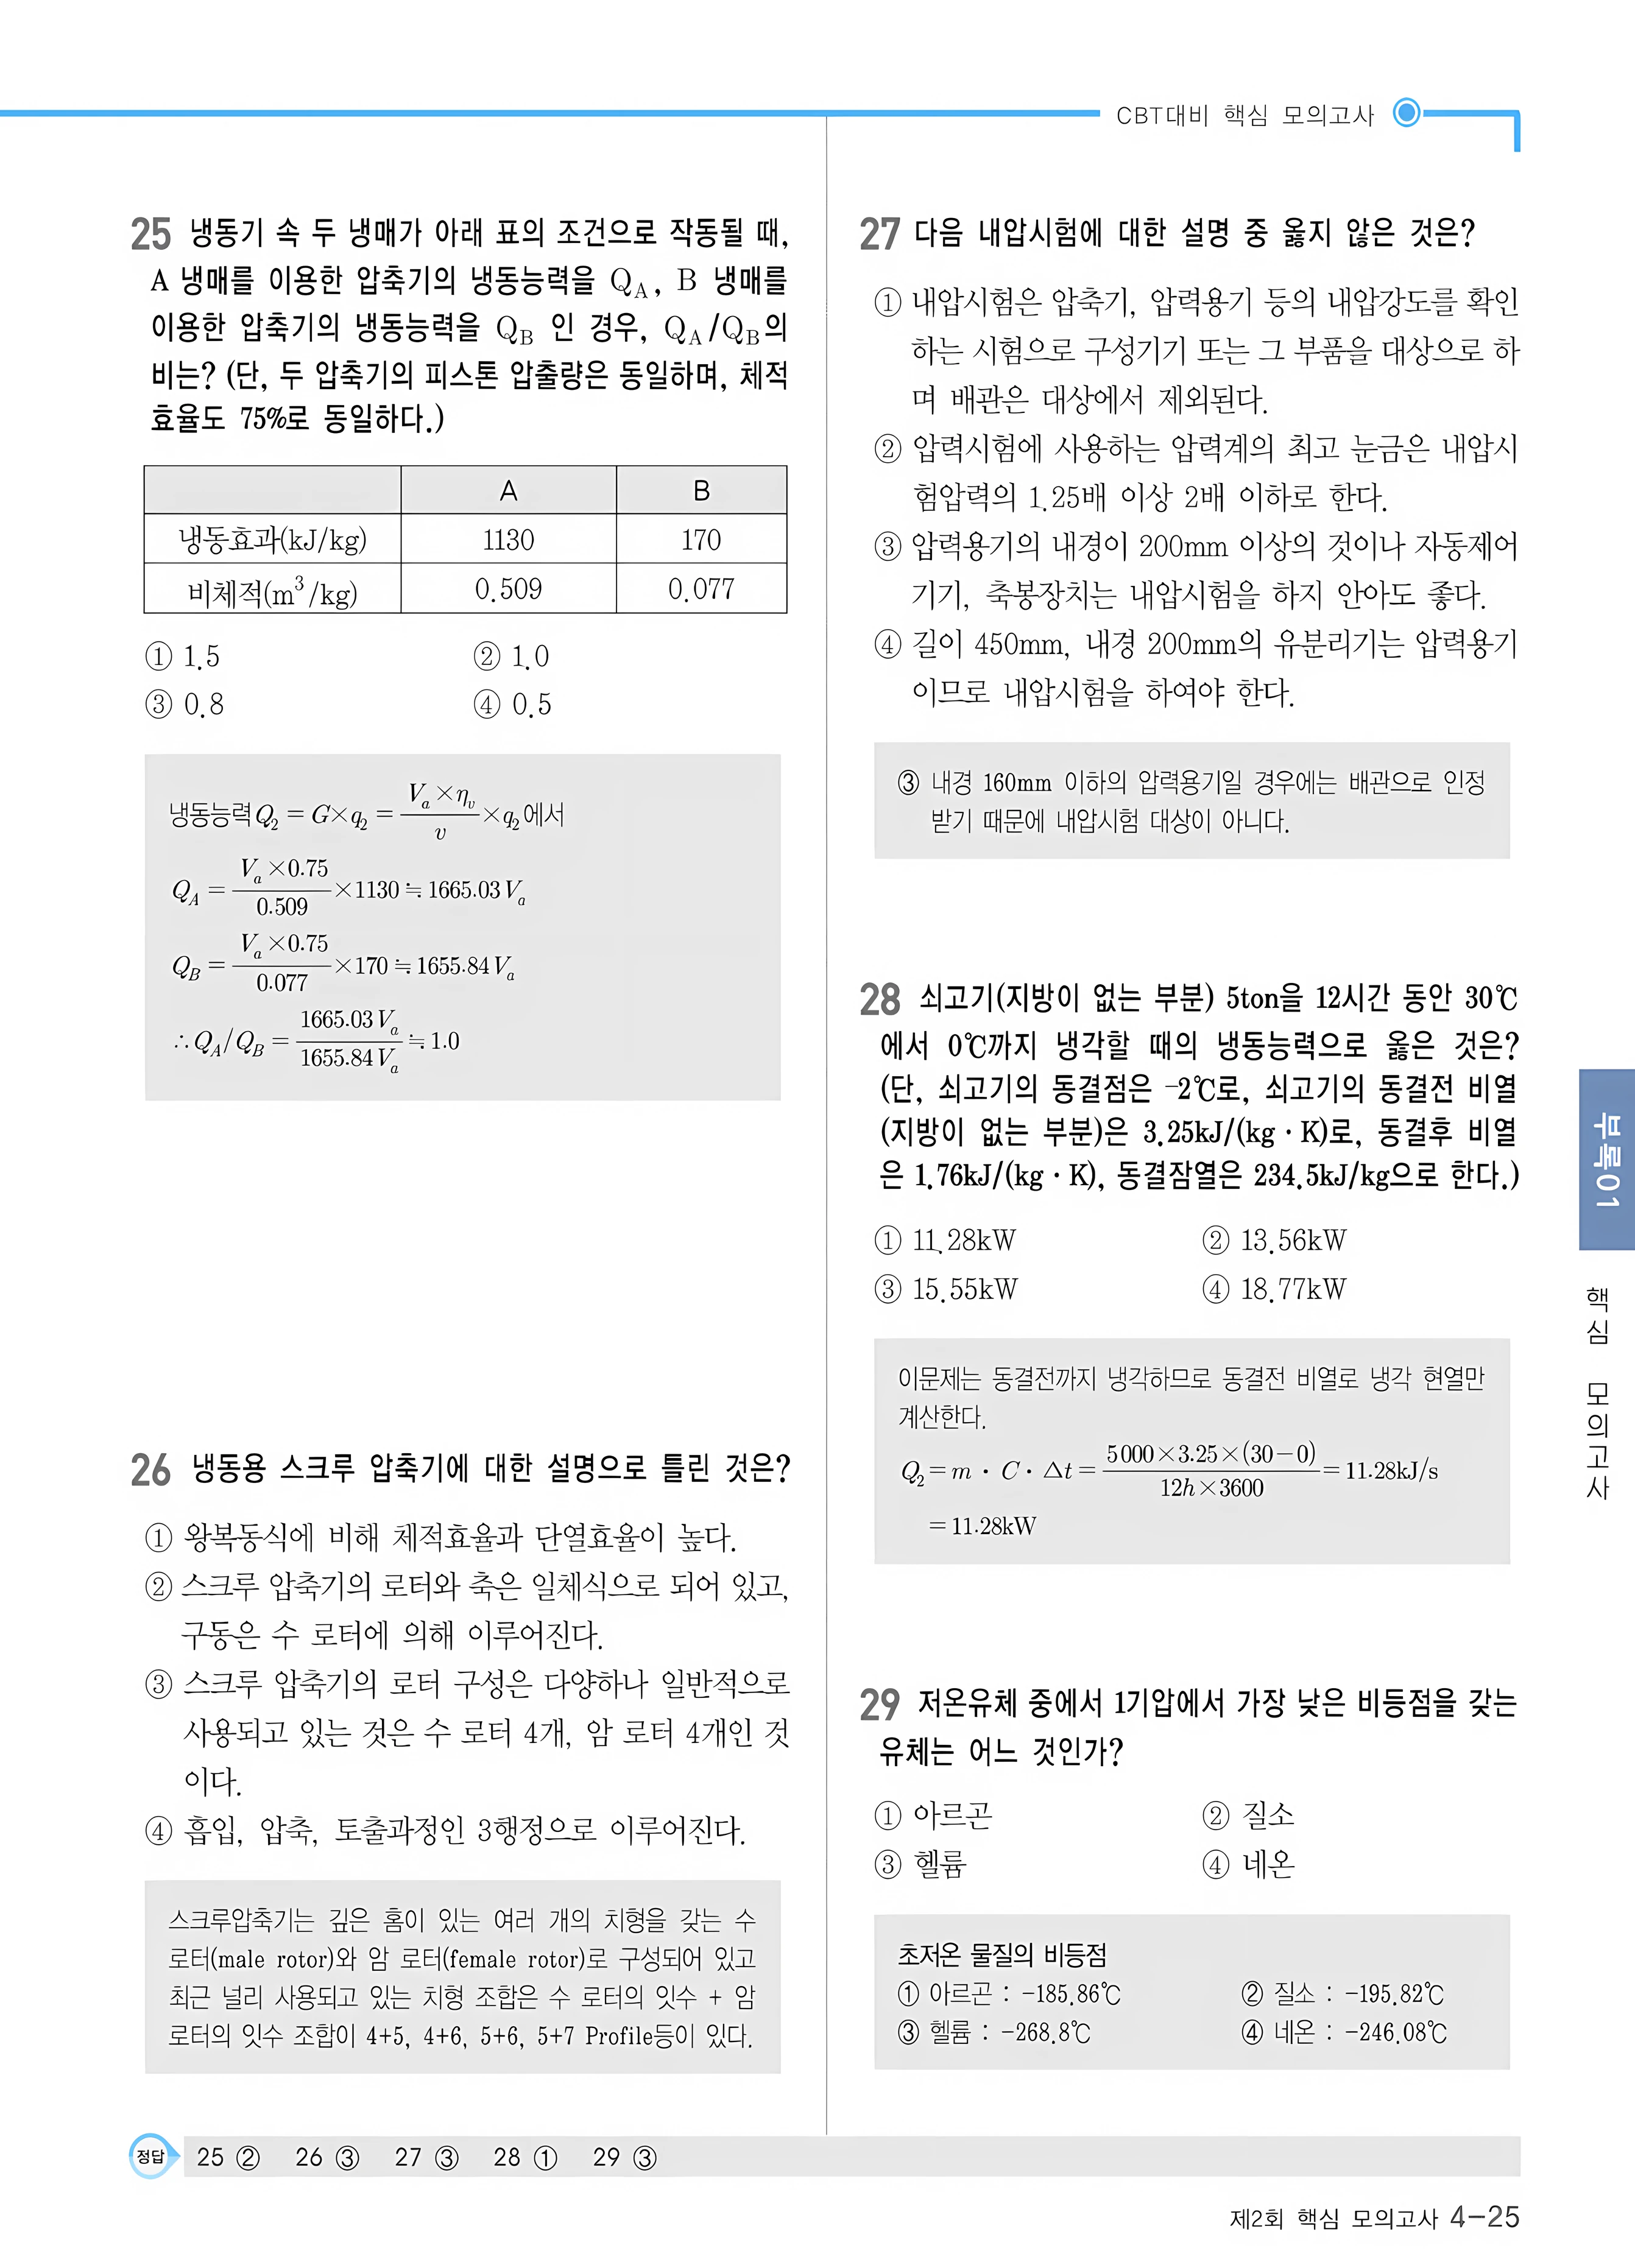 CBT대비 핵심 모의고사
25 냉동기 속 두 냉매가 아래 표의 조건으로 작동될 때,
A 냉매를 이용한 압축기의 냉동능력을 Q_A, B 냉매를
이용한 압축기의 냉동능력을 Q_B 인 경우, Q_A/Q_B의
비는? (단, 두 압축기의 피스톤 압출량은 동일하며, 체적
효율도 75%로 동일하다.)
A B
냉동효과(kJ/kg) 1130 170
비체적(m³/kg) 0.509 0.077
① 1.5 ② 1.0
③ 0.8 ④ 0.5
냉동능력 Q₂ = G×q₂ = (V_a×η_v)/v ×q₂에서
Q_A = (V_a×0.75)/0.509 ×1130 ≒ 1665.03 V_a
Q_B = (V_a×0.75)/0.077 ×170 ≒ 1655.84 V_a
∴ Q_A/Q_B = 1665.03 V_a/1655.84 V_a ≒ 1.0
26 냉동용 스크루 압축기에 대한 설명으로 틀린 것은?
① 왕복동식에 비해 체적효율과 단열효율이 높다.
② 스크루 압축기의 로터와 축은 일체식으로 되어 있고,
구동은 수 로터에 의해 이루어진다.
③ 스크루 압축기의 로터 구성은 다양하나 일반적으로
사용되고 있는 것은 수 로터 4개, 암 로터 4개인 것
이다.
④ 흡입, 압축, 토출과정인 3행정으로 이루어진다.
스크루압축기는 깊은 홈이 있는 여러 개의 치형을 갖는 수
로터(male rotor)와 암 로터(female rotor)로 구성되어 있고
최근 널리 사용되고 있는 치형 조합은 수 로터의 잇수 + 암
로터의 잇수 조합이 4+5, 4+6, 5+6, 5+7 Profile등이 있다.
27 다음 내압시험에 대한 설명 중 옳지 않은 것은?
① 내압시험은 압축기, 압력용기 등의 내압강도를 확인
하는 시험으로 구성기기 또는 그 부품을 대상으로 하
며 배관은 대상에서 제외된다.
② 압력시험에 사용하는 압력계의 최고 눈금은 내압시
험압력의 1.25배 이상 2배 이하로 한다.
③ 압력용기의 내경이 200mm 이상의 것이나 자동제어
기기, 축봉장치는 내압시험을 하지 안아도 좋다.
④ 길이 450mm, 내경 200mm의 유분리기는 압력용기
이므로 내압시험을 하여야 한다.
③ 내경 160mm 이하의 압력용기일 경우에는 배관으로 인정
받기 때문에 내압시험 대상이 아니다.
28 쇠고기(지방이 없는 부분) 5ton을 12시간 동안 30℃
에서 0℃까지 냉각할 때의 냉동능력으로 옳은 것은?
(단, 쇠고기의 동결점은 -2℃로, 쇠고기의 동결전 비열
(지방이 없는 부분)은 3.25kJ/(kg·K)로, 동결후 비열
은 1.76kJ/(kg·K), 동결잠열은 234.5kJ/kg으로 한다.)
① 11.28kW ② 13.56kW
③ 15.55kW ④ 18.77kW
이문제는 동결전까지 냉각하므로 동결전 비열로 냉각 현열만
계산한다.
Q₂ = m · C · Δt = (5000×3.25×(30-0))/(12h×3600) = 11.28kJ/s
= 11.28kW
29 저온유체 중에서 1기압에서 가장 낮은 비등점을 갖는
유체는 어느 것인가?
① 아르곤 ② 질소
③ 헬륨 ④ 네온
초저온 물질의 비등점
① 아르곤 : -185.86℃ ② 질소 : -195.82℃
③ 헬륨 : -268.8℃ ④ 네온 : -246.08℃
부록01
핵심 모의고사
정답 25 ② 26 ③ 27 ③ 28 ① 29 ③
제2회 핵심 모의고사 4-25